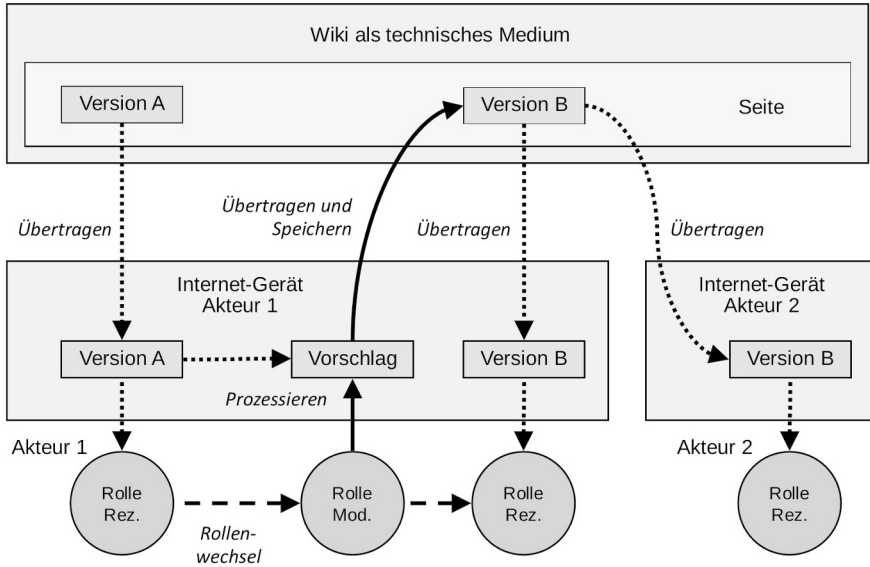 Wiki als technisches Medium
Version A
Version B
Seite
Übertragen
Übertragen und
Speichern
Übertragen
Übertragen
Internet-Gerät
Akteur 1
Internet-Gerät
Akteur 2
Version A
Vorschlag
Version B
Version B
Prozessieren
Akteur 1
Akteur 2
Rolle
Rez.
Rolle
Mod.
Rolle
Rez.
Rolle
Rez.
Rollen-
wechsel